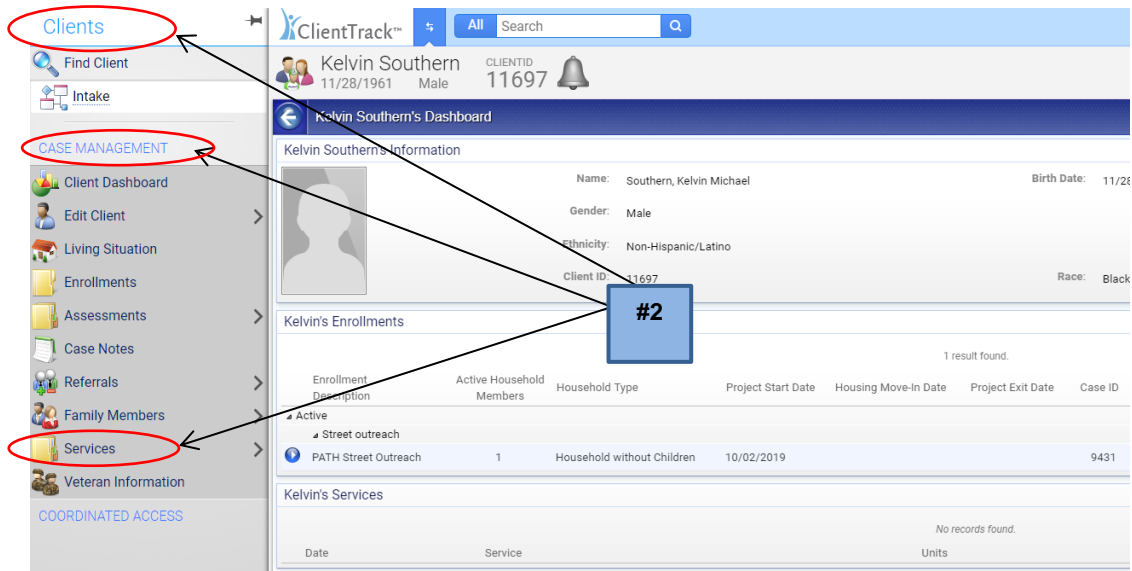 Clients
ClientTrack™
All Search
Find Client
Intake
Kelvin Southern
11/28/1961 Male
CLIENTID
11697
CASE MANAGEMENT
Client Dashboard
Edit Client
Living Situation
Enrollments
Assessments
Case Notes
Referrals
Family Members
Services
Veteran Information
COORDINATED ACCESS
Kelvin Southern's Dashboard
Kelvin Southern's Information
Name: Southern, Kelvin Michael Birth Date: 11/28
Gender: Male
Ethnicity: Non-Hispanic/Latino
Client ID: 11697 Race: Black
#2
Kelvin's Enrollments
1 result found.
Enrollment Description Active Household Members Household Type Project Start Date Housing Move-In Date Project Exit Date Case ID
Active
Street outreach
PATH Street Outreach 1 Household without Children 10/02/2019 9431
Kelvin's Services
No records found.
Date Service Units